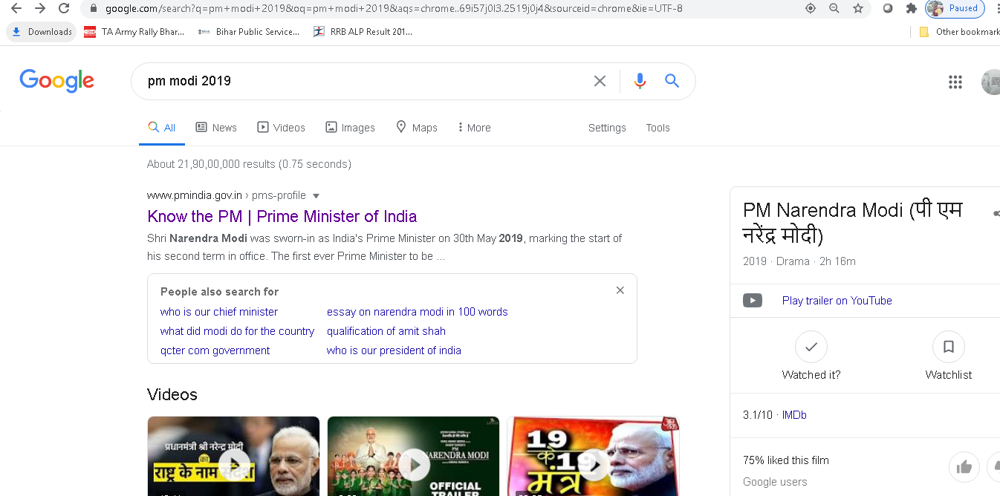 google.com/search?q=pm+modi+2019&oq=pm+modi+2019&aqs=chrome..69i57j0l3.2519j0j4&sourceid=chrome&ie=UTF-8
Paused
Downloads
TA Army Rally Bhar...
Bihar Public Service...
RRB ALP Result 201...
Other bookmark
Google
pm modi 2019
All
News
Videos
Images
Maps
More
Settings
Tools
About 21,90,00,000 results (0.75 seconds)
www.pmindia.gov.in › pms-profile
Know the PM | Prime Minister of India
Shri Narendra Modi was sworn-in as India's Prime Minister on 30th May 2019, marking the start of
his second term in office. The first ever Prime Minister to be ...
People also search for
who is our chief minister
essay on narendra modi in 100 words
what did modi do for the country
qualification of amit shah
qcter com government
who is our president of india
Videos
प्रधानमंत्री श्री नरेन्द्र मोदी
का
राष्ट्र के नाम संदेश
PM
NARENDRA MODI
OFFICIAL
TRAILER
19
के 19
मंत्र
PM Narendra Modi (पी एम
नरेंद्र मोदी)
2019 · Drama · 2h 16m
Play trailer on YouTube
Watched it?
Watchlist
3.1/10 · IMDb
75% liked this film
Google users